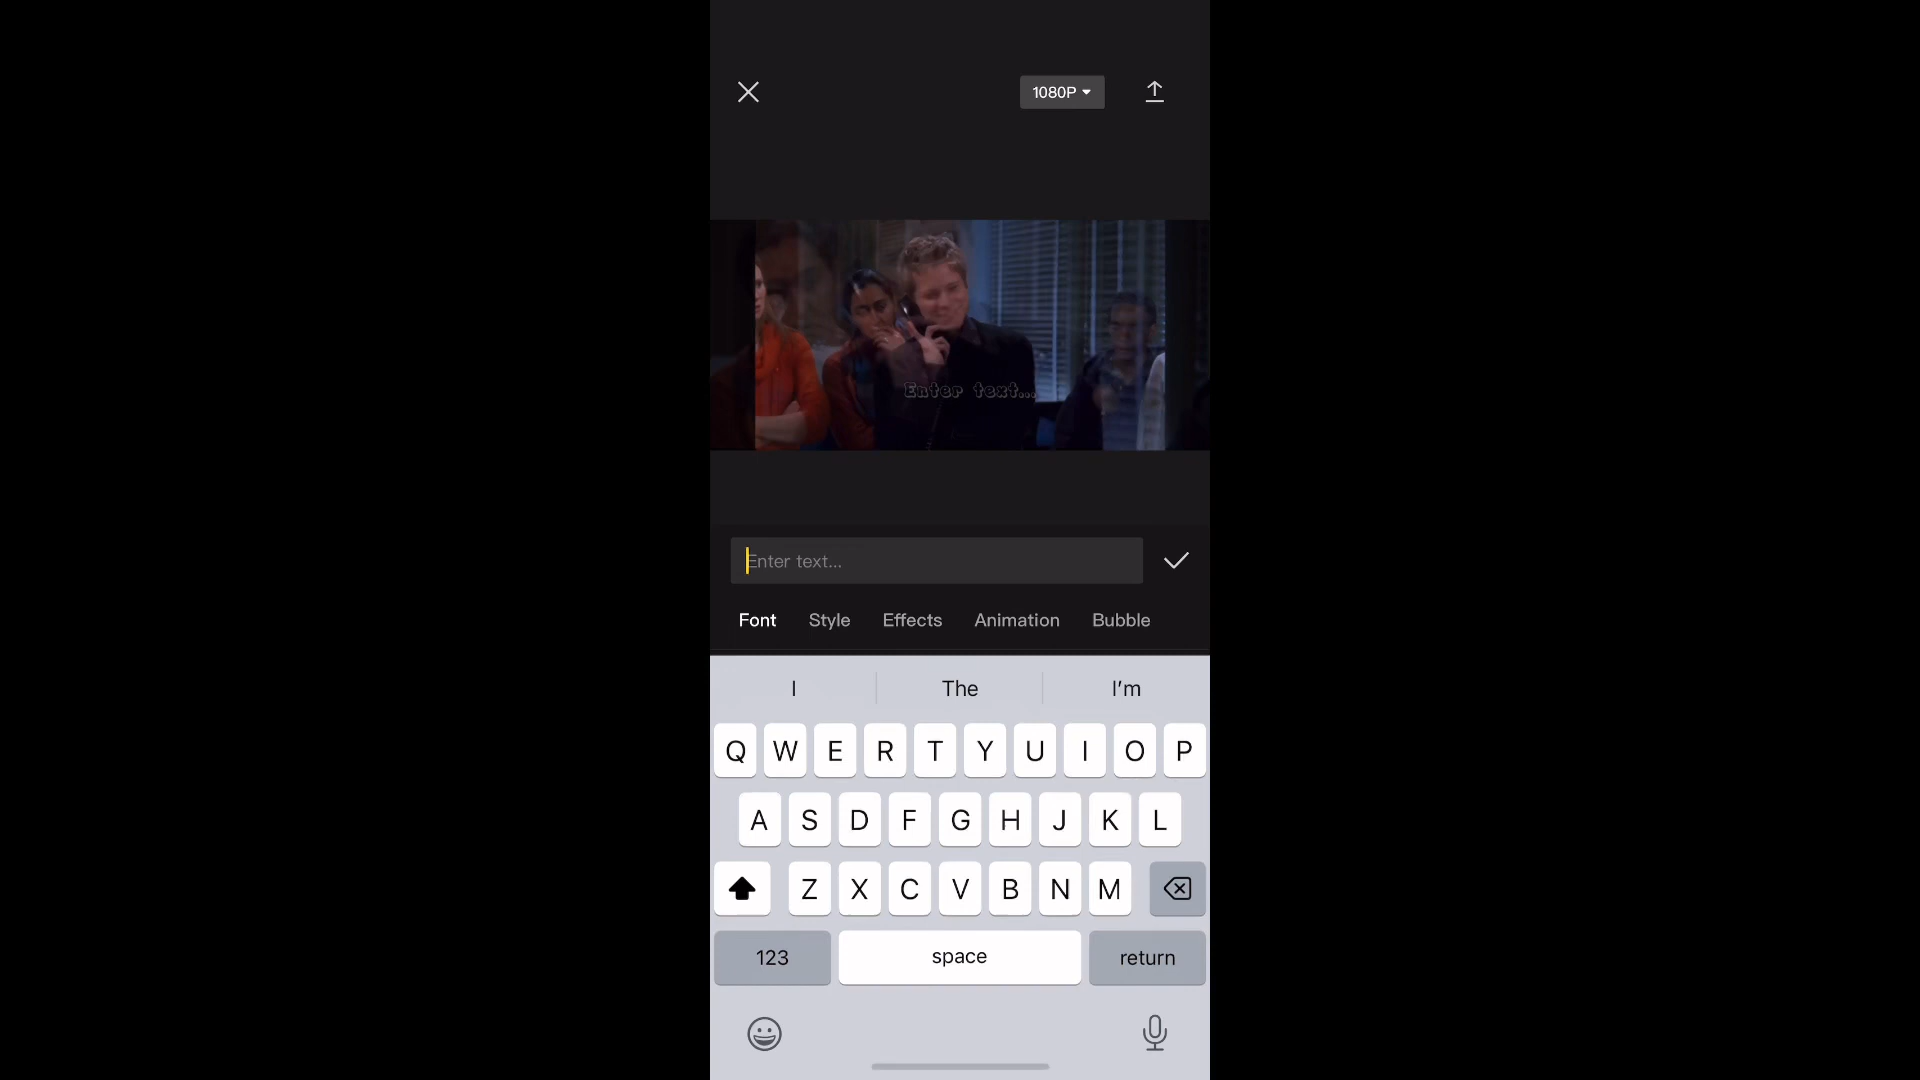 1080P
Enter text...
Enter text...
Font Style Effects Animation Bubble
I The I'm
Q W E R T Y U I O P
A S D F G H J K L
Z X C V B N M
123 space return